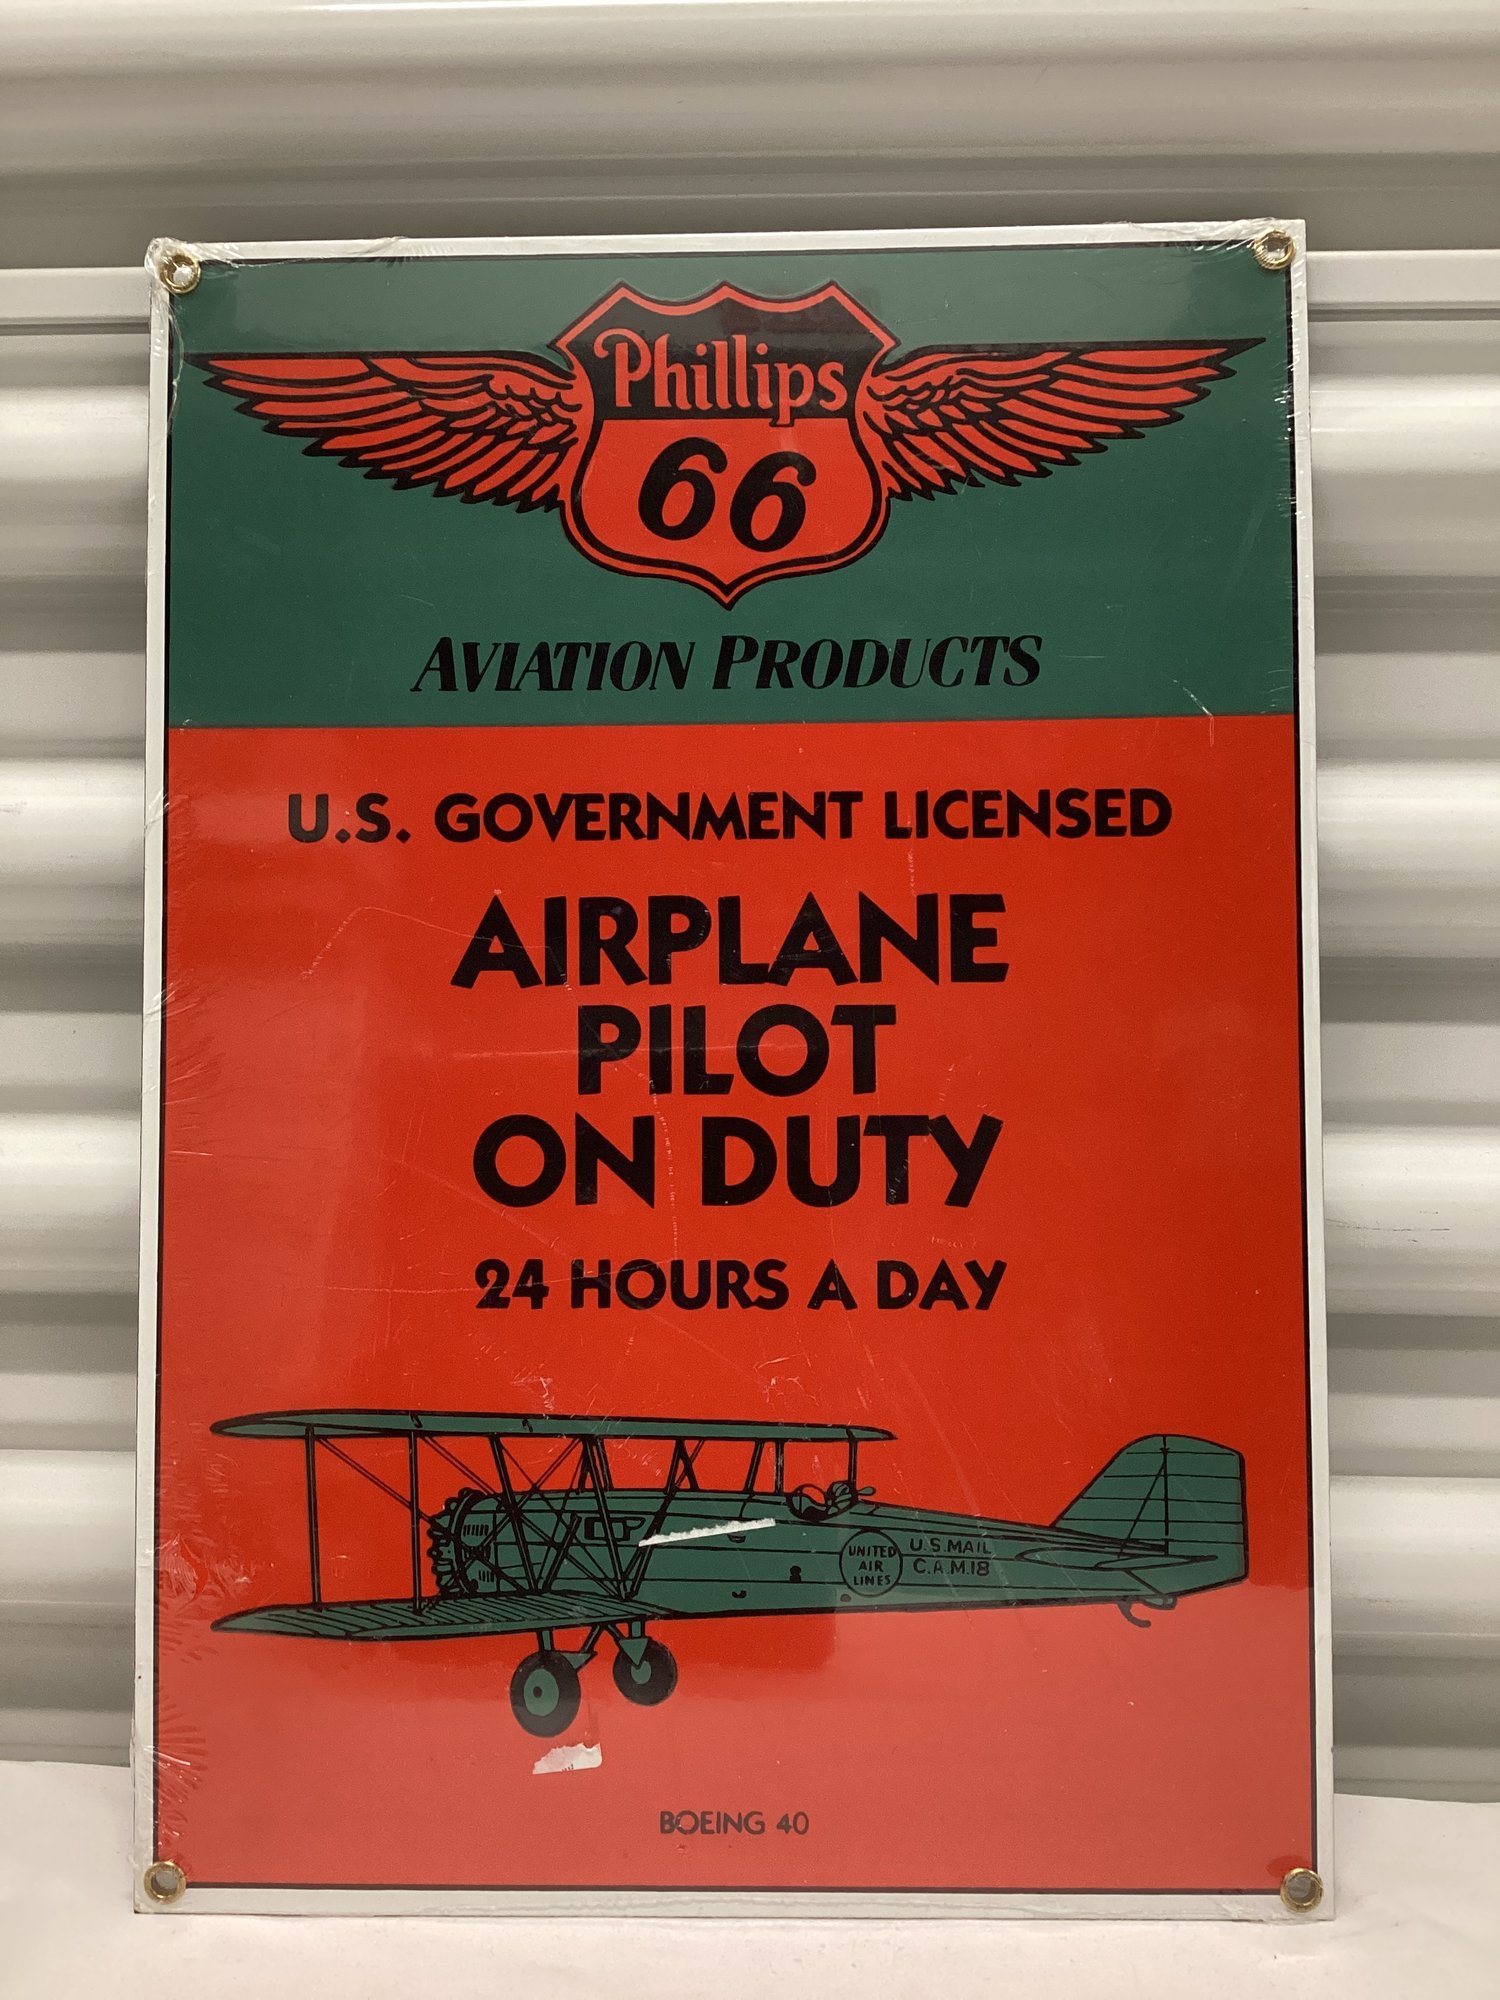 Phillips
66
AVIATION PRODUCTS
U.S. GOVERNMENT LICENSED
AIRPLANE
PILOT
ON DUTY
24 HOURS A DAY
UNITED
AIR
LINES
U.S.MAIL
C.A.M.18
BOEING 40